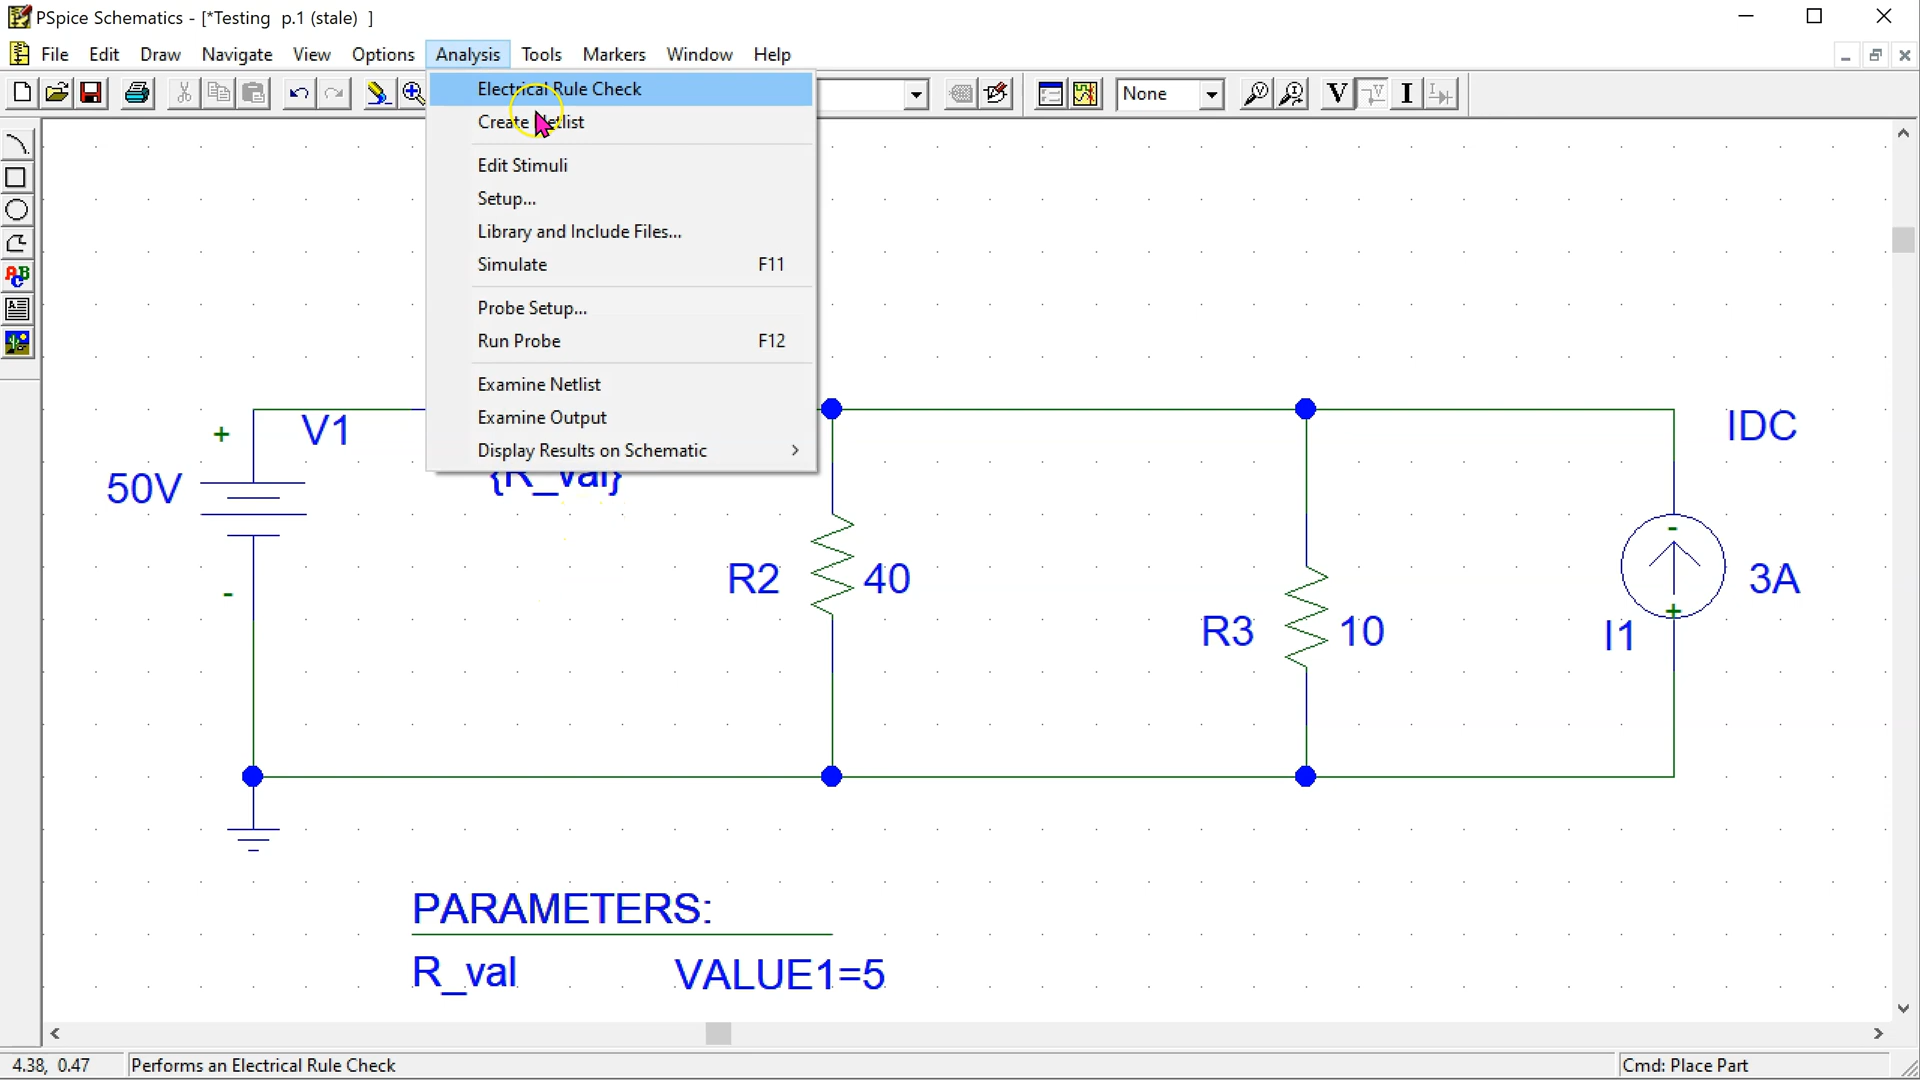 PSpice Schematics - [*Testing p.1 (stale) ]
File Edit Draw Navigate View Options Analysis Tools Markers Window Help
None V V I
Electrical Rule Check
Create Netlist
Edit Stimuli
Setup...
Library and Include Files...
Simulate F11
Probe Setup...
Run Probe F12
Examine Netlist
Examine Output
Display Results on Schematic
+ V1 IDC
50V {R_val} -
R2 40 3A
- R3 10 + I1
PARAMETERS:
R_val VALUE1=5
4.38, 0.47 Performs an Electrical Rule Check Cmd: Place Part